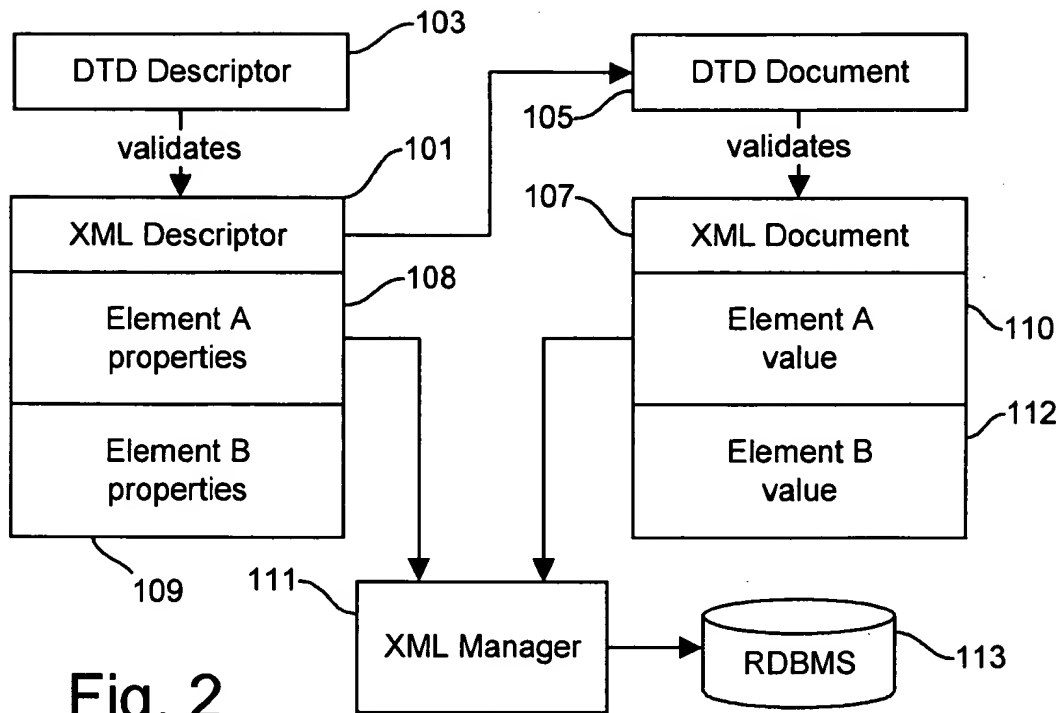 103
DTD Descriptor
DTD Document
105
validates
validates
101
107
XML Descriptor
XML Document
108
Element A
properties
Element A
value
110
112
Element B
properties
Element B
value
109
111
XML Manager
RDBMS
113
Fig. 2